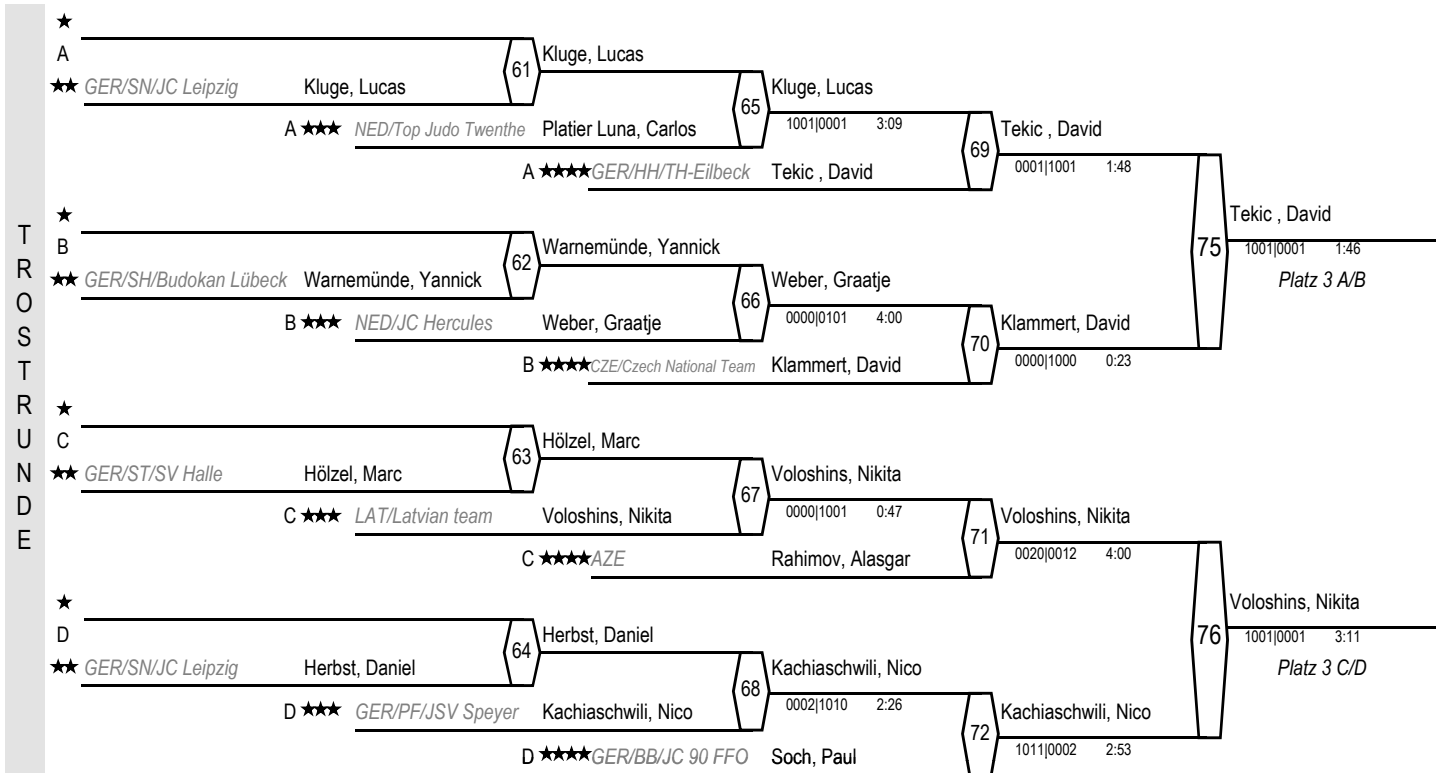 TROSTRUNDE
★
A
★★ GER/SN/JC Leipzig Kluge, Lucas
61
Kluge, Lucas
A ★★★ NED/Top Judo Twenthe Platier Luna, Carlos
65
Kluge, Lucas
1001|0001 3:09
A ★★★★ GER/HH/TH-Eilbeck Tekic , David
69
Tekic , David
0001|1001 1:48
★
B
★★ GER/SH/Budokan Lübeck Warnemünde, Yannick
62
Warnemünde, Yannick
B ★★★ NED/JC Hercules Weber, Graatje
66
Weber, Graatje
0000|0101 4:00
B ★★★★ CZE/Czech National Team Klammert, David
70
Klammert, David
0000|1000 0:23
75
Tekic , David
1001|0001 1:46
Platz 3 A/B
★
C
★★ GER/ST/SV Halle Hölzel, Marc
63
Hölzel, Marc
C ★★★ LAT/Latvian team Voloshins, Nikita
67
Voloshins, Nikita
0000|1001 0:47
C ★★★★ AZE Rahimov, Alasgar
71
Voloshins, Nikita
0020|0012 4:00
★
D
★★ GER/SN/JC Leipzig Herbst, Daniel
64
Herbst, Daniel
D ★★★ GER/PF/JSV Speyer Kachiaschwili, Nico
68
Kachiaschwili, Nico
0002|1010 2:26
D ★★★★ GER/BB/JC 90 FFO Soch, Paul
72
Kachiaschwili, Nico
1011|0002 2:53
76
Voloshins, Nikita
1001|0001 3:11
Platz 3 C/D